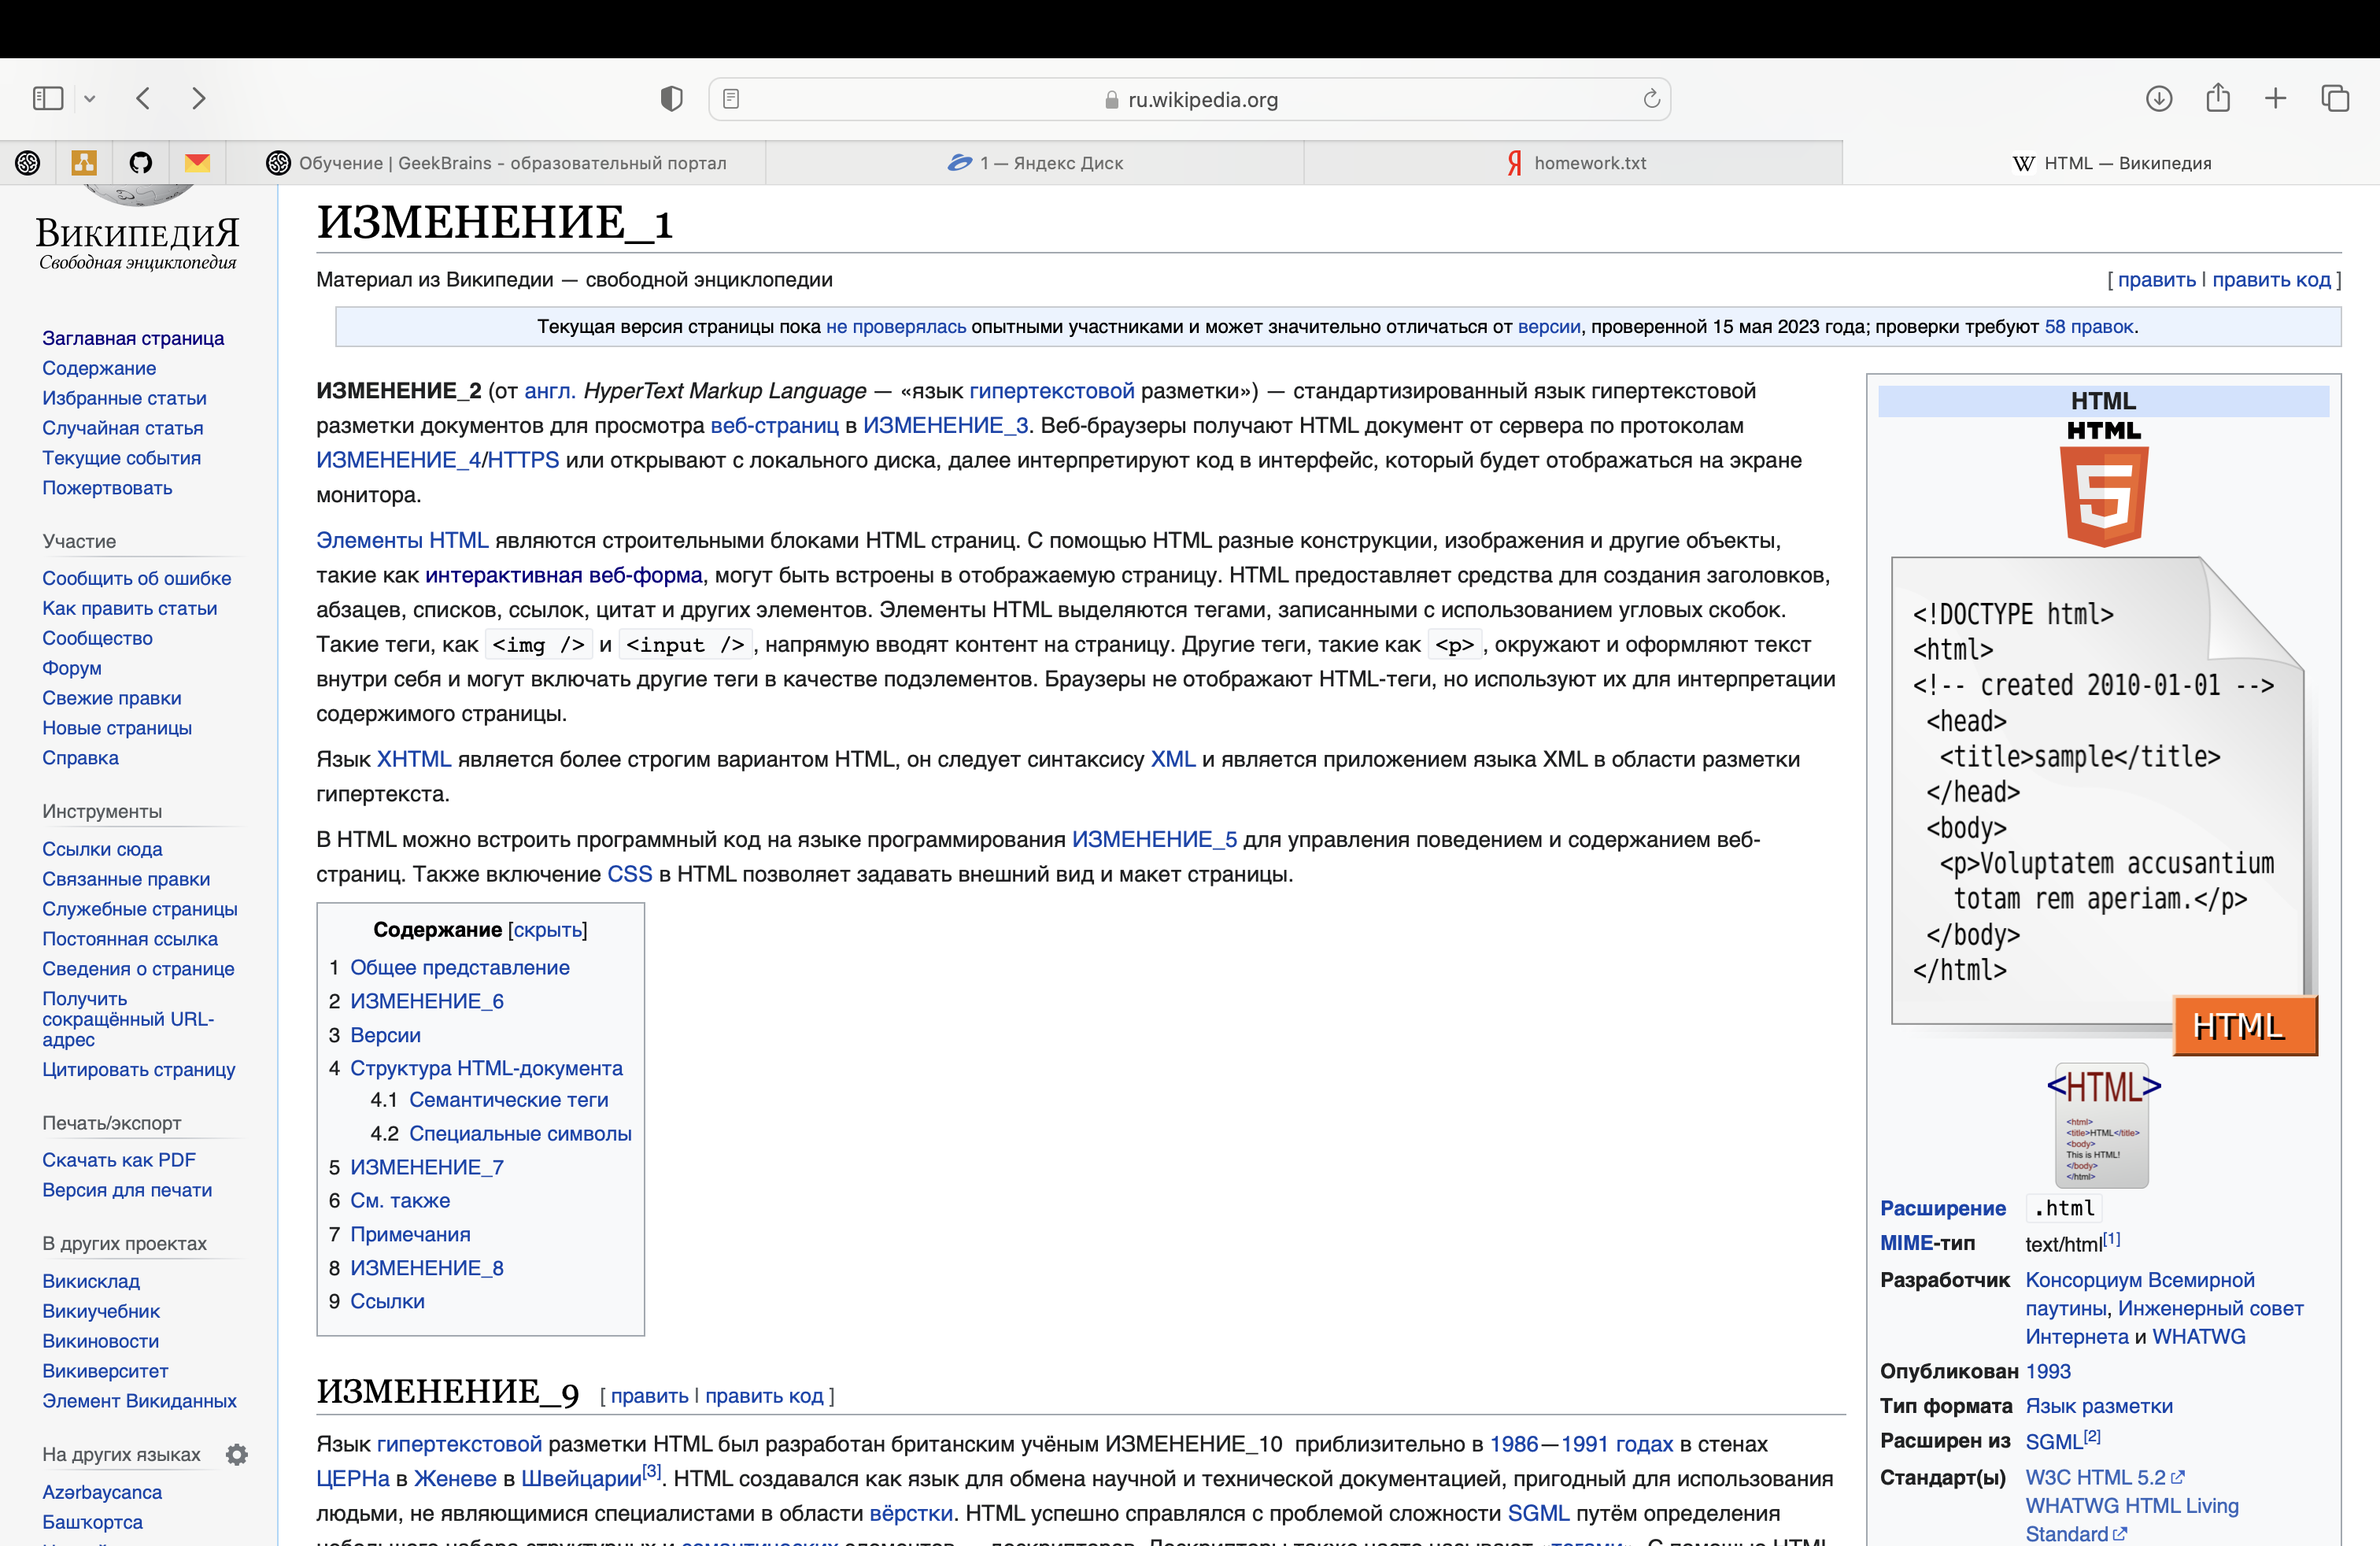 ru.wikipedia.org
Обучение | GeekBrains - образовательный портал
1 — Яндекс Диск
Я homework.txt
W HTML — Википедия
ВИКИПЕДИЯ
Свободная энциклопедия
Заглавная страница
Содержание
Избранные статьи
Случайная статья
Текущие события
Пожертвовать
Участие
Сообщить об ошибке
Как править статьи
Сообщество
Форум
Свежие правки
Новые страницы
Справка
Инструменты
Ссылки сюда
Связанные правки
Служебные страницы
Постоянная ссылка
Сведения о странице
Получить
сокращённый URL-
адрес
Цитировать страницу
Печать/экспорт
Скачать как PDF
Версия для печати
В других проектах
Викисклад
Викиучебник
Викиновости
Викиверситет
Элемент Викиданных
На других языках
Azərbaycanca
Башҡортса
ИЗМЕНЕНИЕ_1
Материал из Википедии — свободной энциклопедии
[ править | править код ]
Текущая версия страницы пока не проверялась опытными участниками и может значительно отличаться от версии, проверенной 15 мая 2023 года; проверки требуют 58 правок.
ИЗМЕНЕНИЕ_2 (от англ. HyperText Markup Language — «язык гипертекстовой разметки») — стандартизированный язык гипертекстовой
разметки документов для просмотра веб-страниц в ИЗМЕНЕНИЕ_3. Веб-браузеры получают HTML документ от сервера по протоколам
ИЗМЕНЕНИЕ_4/HTTPS или открывают с локального диска, далее интерпретируют код в интерфейс, который будет отображаться на экране
монитора.
Элементы HTML являются строительными блоками HTML страниц. С помощью HTML разные конструкции, изображения и другие объекты,
такие как интерактивная веб-форма, могут быть встроены в отображаемую страницу. HTML предоставляет средства для создания заголовков,
абзацев, списков, ссылок, цитат и других элементов. Элементы HTML выделяются тегами, записанными с использованием угловых скобок.
Такие теги, как <img /> и <input />, напрямую вводят контент на страницу. Другие теги, такие как <p>, окружают и оформляют текст
внутри себя и могут включать другие теги в качестве подэлементов. Браузеры не отображают HTML-теги, но используют их для интерпретации
содержимого страницы.
Язык XHTML является более строгим вариантом HTML, он следует синтаксису XML и является приложением языка XML в области разметки
гипертекста.
В HTML можно встроить программный код на языке программирования ИЗМЕНЕНИЕ_5 для управления поведением и содержанием веб-
страниц. Также включение CSS в HTML позволяет задавать внешний вид и макет страницы.
Содержание [скрыть]
1 Общее представление
2 ИЗМЕНЕНИЕ_6
3 Версии
4 Структура HTML-документа
4.1 Семантические теги
4.2 Специальные символы
5 ИЗМЕНЕНИЕ_7
6 См. также
7 Примечания
8 ИЗМЕНЕНИЕ_8
9 Ссылки
ИЗМЕНЕНИЕ_9 [ править | править код ]
Язык гипертекстовой разметки HTML был разработан британским учёным ИЗМЕНЕНИЕ_10 приблизительно в 1986—1991 годах в стенах
ЦЕРНа в Женеве в Швейцарии[3]. HTML создавался как язык для обмена научной и технической документацией, пригодный для использования
людьми, не являющимися специалистами в области вёрстки. HTML успешно справлялся с проблемой сложности SGML путём определения
HTML
HTML
5
<!DOCTYPE html>
<html>
<!-- created 2010-01-01 -->
<head>
<title>sample</title>
</head>
<body>
<p>Voluptatem accusantium
totam rem aperiam.</p>
</body>
</html>
HTML
<HTML>
<html>
<title>HTML</title>
<body>
This is HTML!
</body>
</html>
Расширение .html
MIME-тип text/html[1]
Разработчик Консорциум Всемирной
паутины, Инженерный совет
Интернета и WHATWG
Опубликован 1993
Тип формата Язык разметки
Расширен из SGML[2]
Стандарт(ы) W3C HTML 5.2
WHATWG HTML Living
Standard